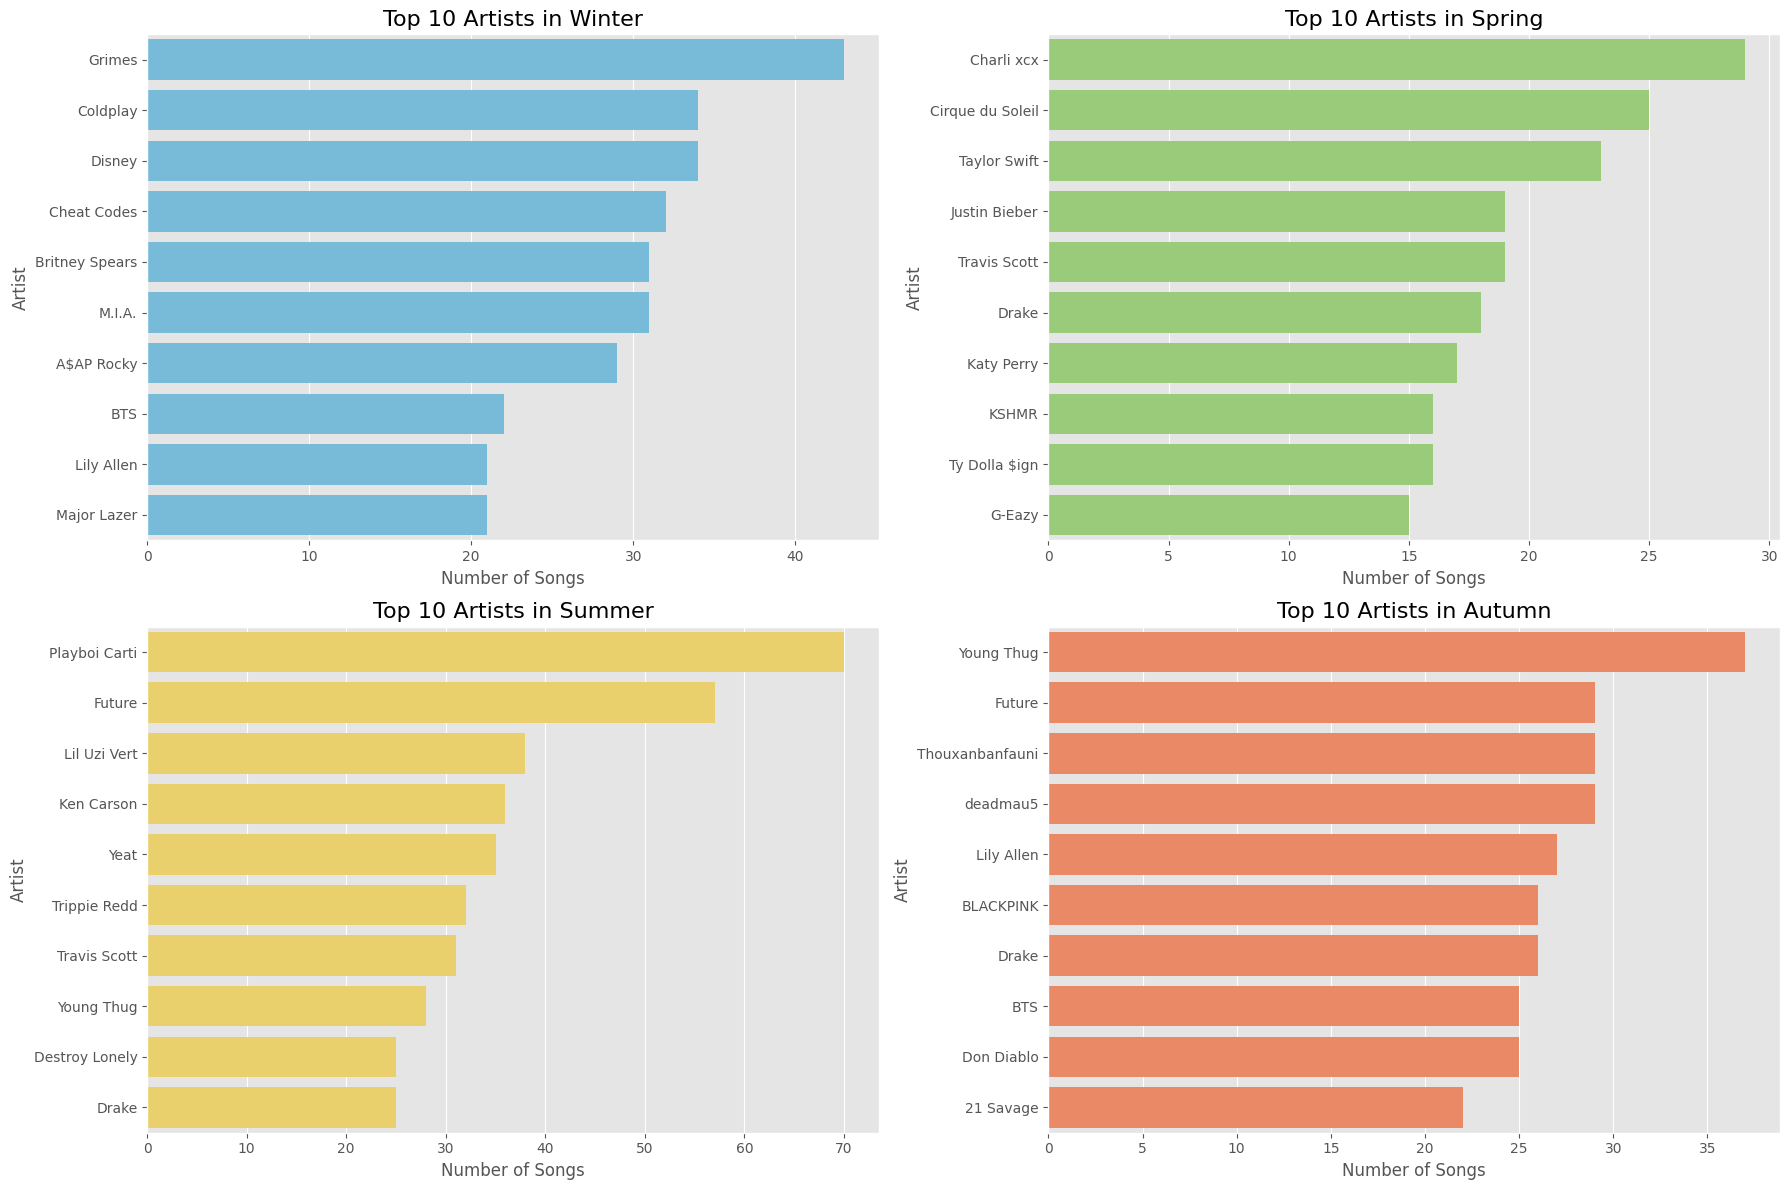 Top 10 Artists in Winter
Artist
Grimes
Coldplay
Disney
Cheat Codes
Britney Spears
M.I.A.
A$AP Rocky
BTS
Lily Allen
Major Lazer
0 10 20 30 40
Number of Songs
Top 10 Artists in Spring
Artist
Charli xcx
Cirque du Soleil
Taylor Swift
Justin Bieber
Travis Scott
Drake
Katy Perry
KSHMR
Ty Dolla $ign
G-Eazy
0 5 10 15 20 25 30
Number of Songs
Top 10 Artists in Summer
Artist
Playboi Carti
Future
Lil Uzi Vert
Ken Carson
Yeat
Trippie Redd
Travis Scott
Young Thug
Destroy Lonely
Drake
0 10 20 30 40 50 60 70
Number of Songs
Top 10 Artists in Autumn
Artist
Young Thug
Future
Thouxanbanfauni
deadmau5
Lily Allen
BLACKPINK
Drake
BTS
Don Diablo
21 Savage
0 5 10 15 20 25 30 35
Number of Songs